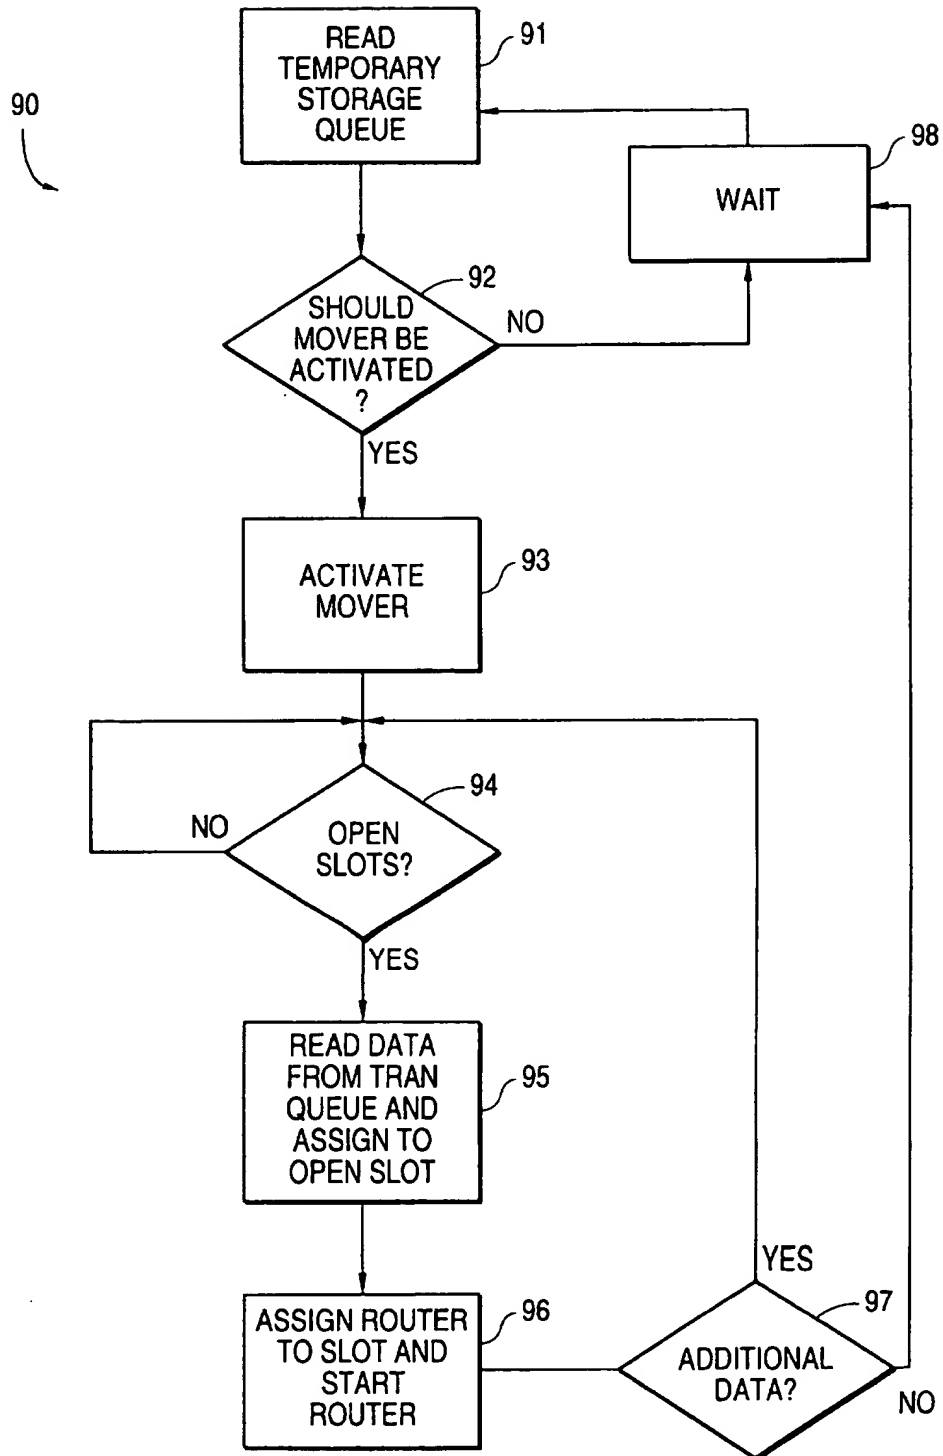 READ
TEMPORARY
STORAGE
QUEUE
91
90
98
WAIT
92
SHOULD
MOVER BE
ACTIVATED
?
NO
YES
93
ACTIVATE
MOVER
94
NO
OPEN
SLOTS?
YES
READ DATA
FROM TRAN
QUEUE AND
ASSIGN TO
OPEN SLOT
95
YES
ASSIGN ROUTER
TO SLOT AND
START
ROUTER
96
97
ADDITIONAL
DATA?
NO